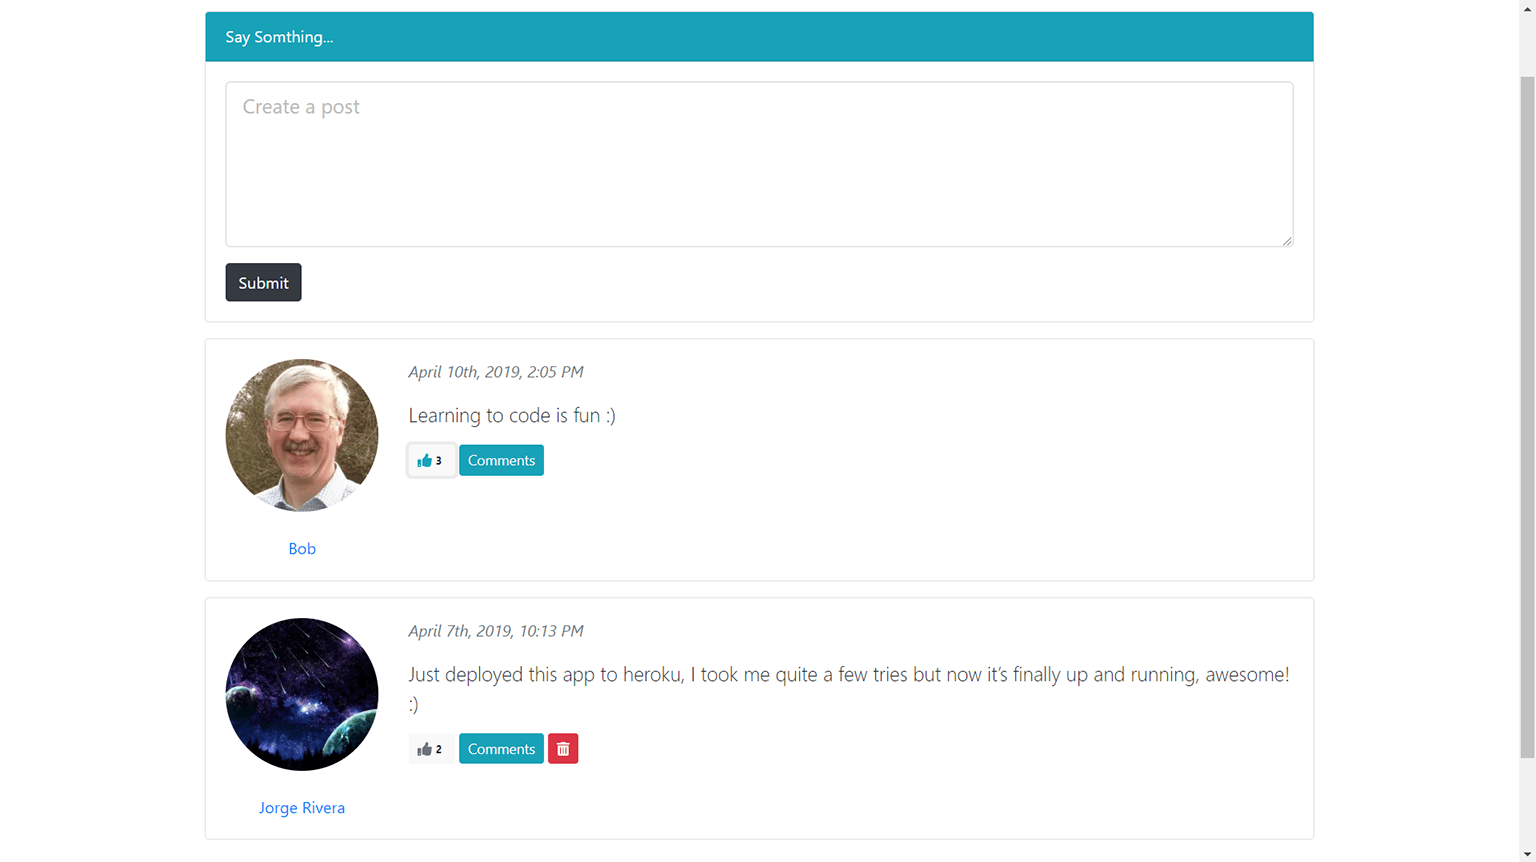 Say Somthing...
Create a post
Submit
April 10th, 2019, 2:05 PM
Learning to code is fun :)
3 Comments
Bob
April 7th, 2019, 10:13 PM
Just deployed this app to heroku, I took me quite a few tries but now it’s finally up and running, awesome!
:)
2 Comments
Jorge Rivera